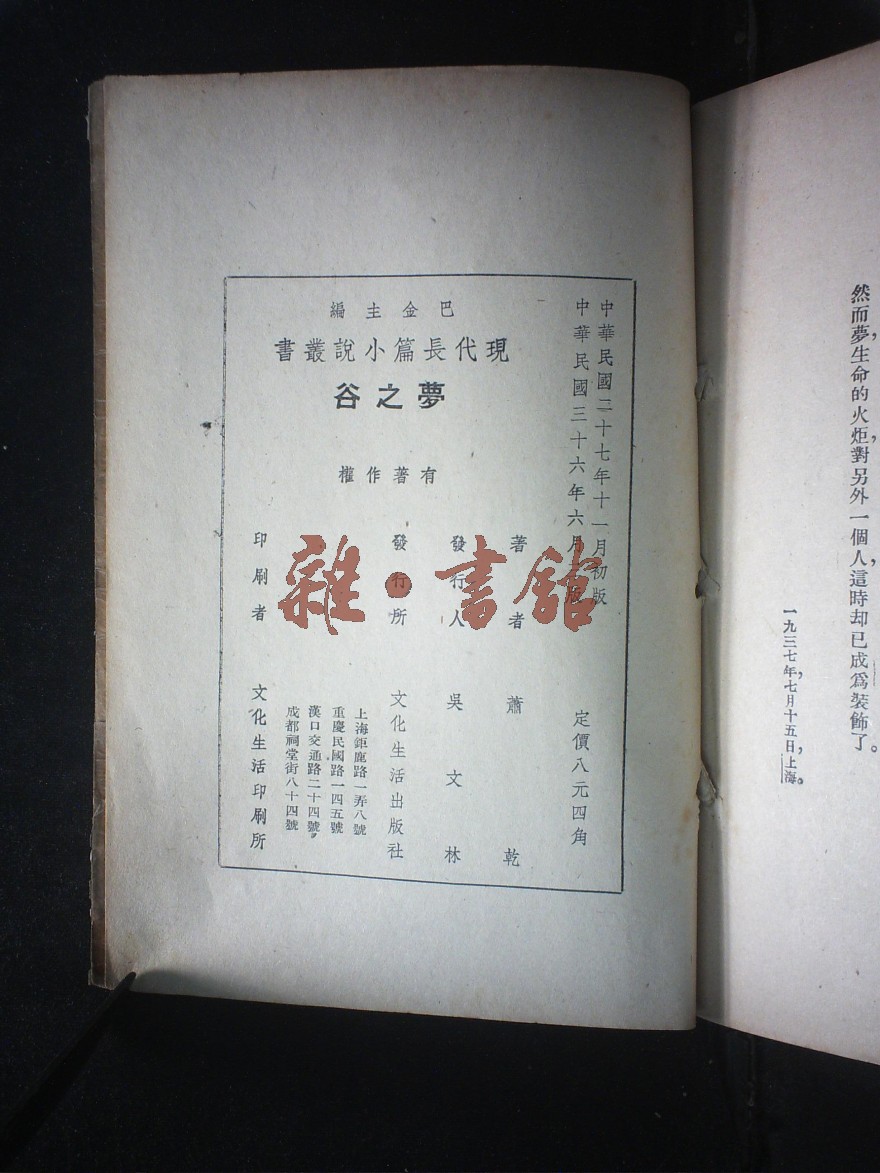 然而夢，生命的火炬，對另外一個人，這時却已成爲裝飾了。
一九三七年，七月十五日，上海。
中華民國二十七年十一月初版
中華民國三十六年六月版
定價八元四角
巴金主編
現代長篇小說叢書
夢之谷
有著作權
著者 蕭乾
發行人 吳文林
發行所 文化生活出版社
上海鉅鹿路一弄八號
重慶民國路一四五號
漢口交通路二十四號
成都祠堂街八十四號
印刷者 文化生活印刷所
雜·書館